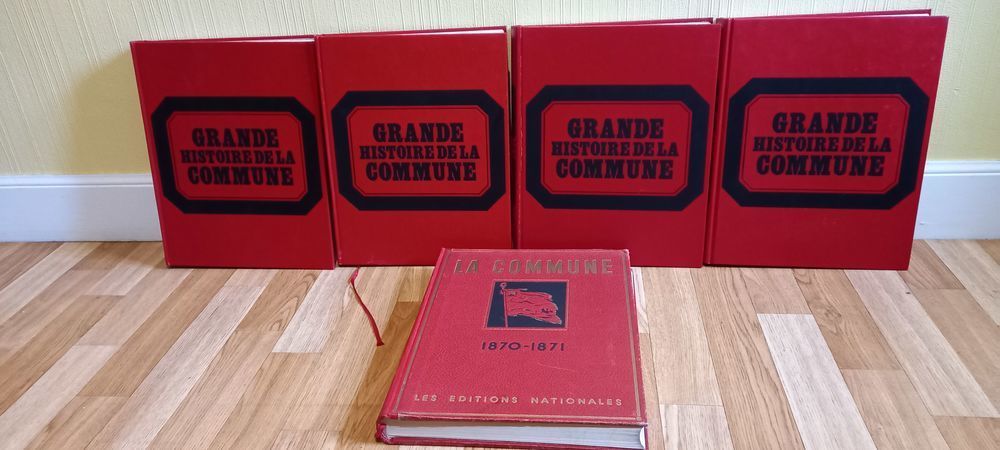 GRANDE
HISTOIRE DE LA
COMMUNE
GRANDE
HISTOIRE DE LA
COMMUNE
GRANDE
HISTOIRE DE LA
COMMUNE
GRANDE
HISTOIRE DE LA
COMMUNE
LA COMMUNE
1870-1871
LES EDITIONS NATIONALES